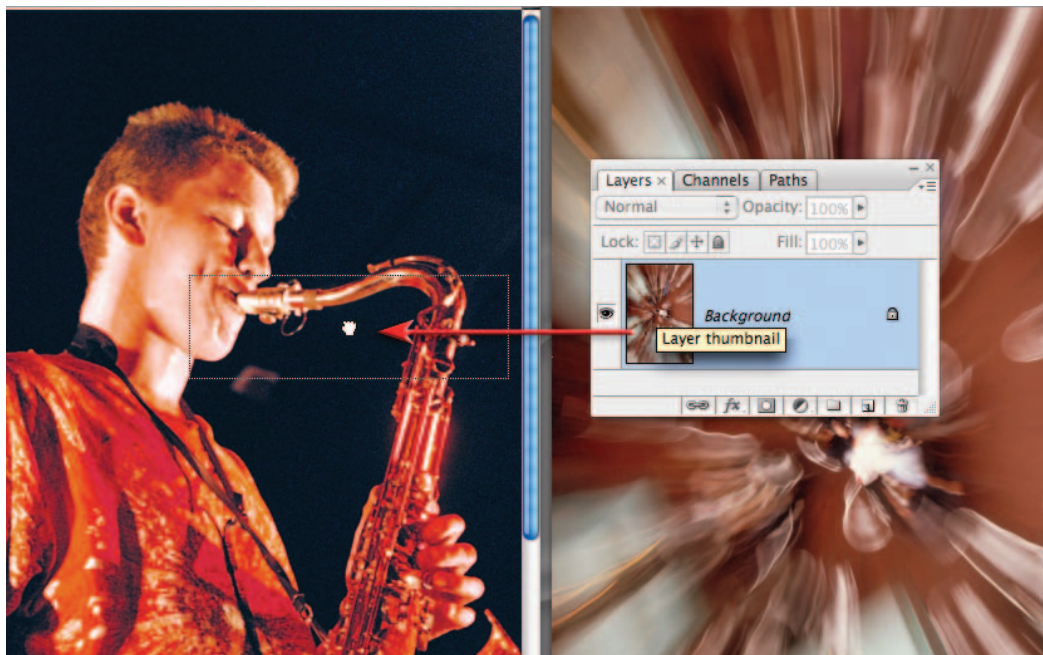 Layers × Channels Paths
Normal Opacity: 100%
Lock: Fill: 100%
Background
Layer thumbnail
fx